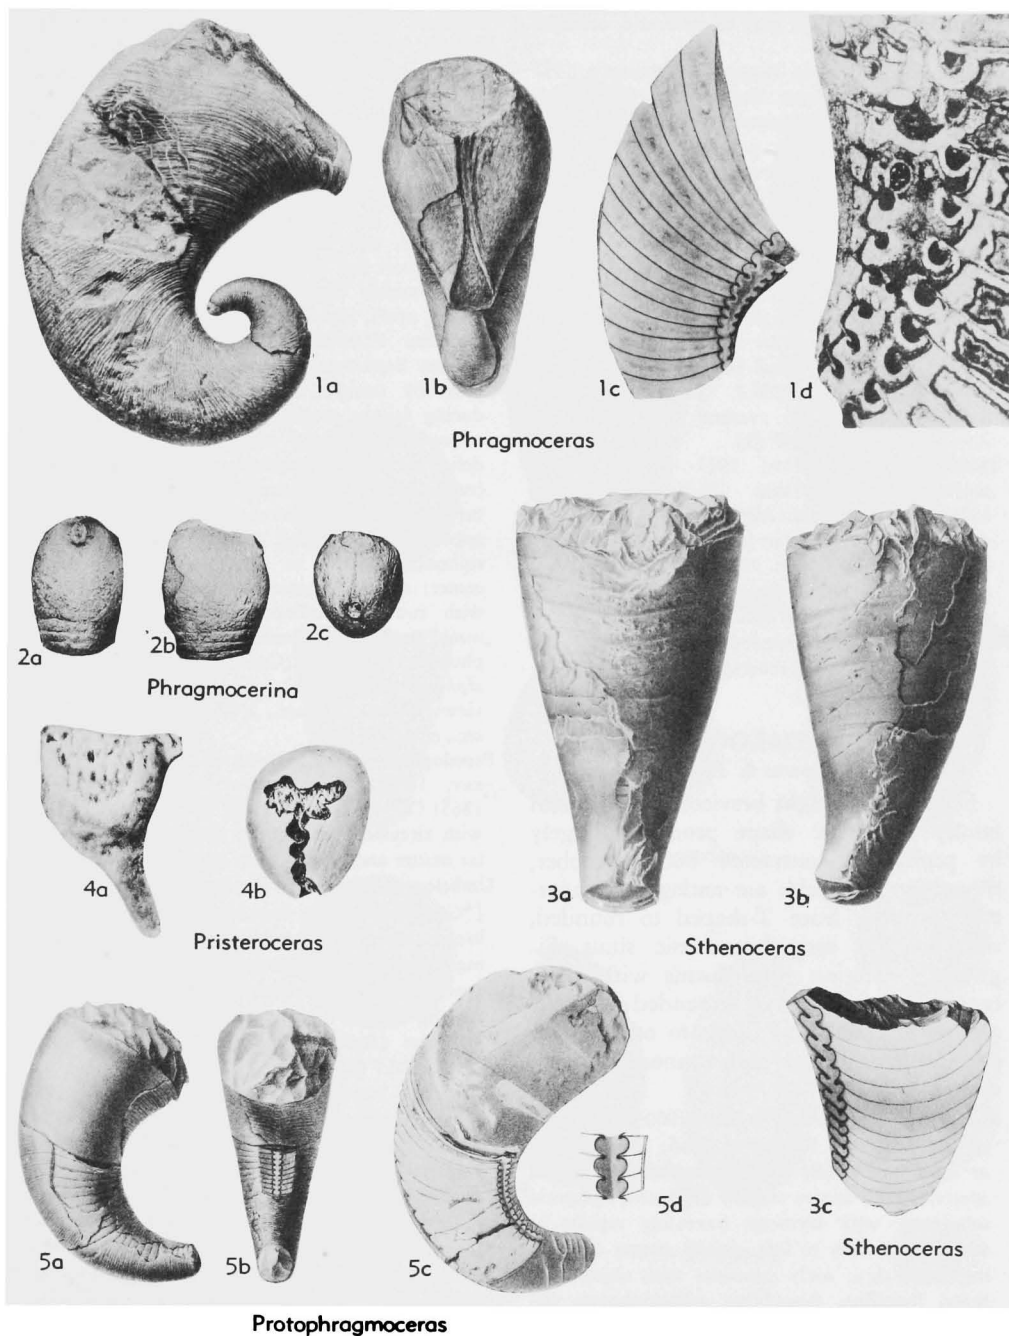 1a
1b
1c
1d
Phragmoceras
2a
2b
2c
Phragmocerina
3a
3b
4a
4b
Pristeroceras
Sthenoceras
5a
5b
5c
5d
3c
Sthenoceras
Protophragmoceras